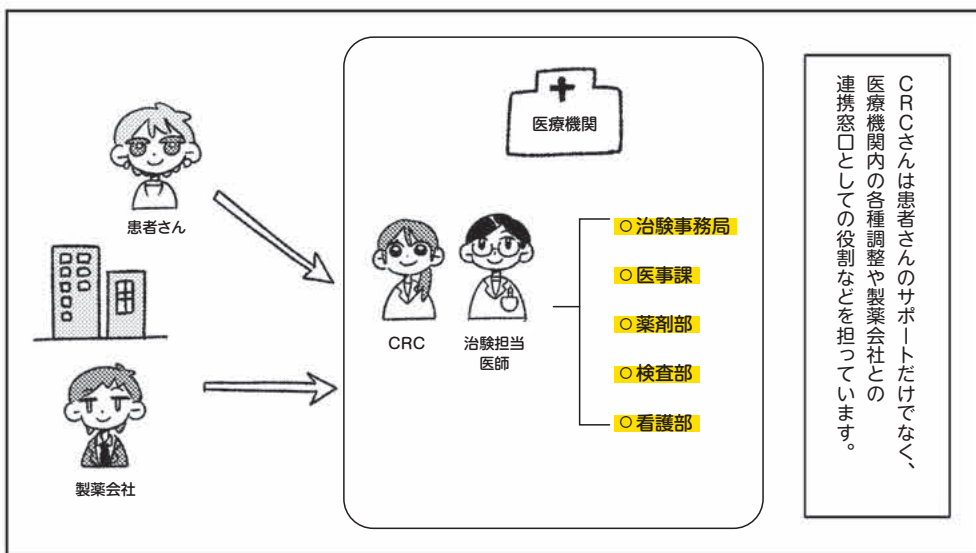 CRCさんは患者さんのサポートだけでなく、
医療機関内の各種調整や製薬会社との
連携窓口としての役割などを担っています。
医療機関
患者さん
CRC
治験担当
医師
○治験事務局
○医事課
○薬剤部
○検査部
○看護部
製薬会社